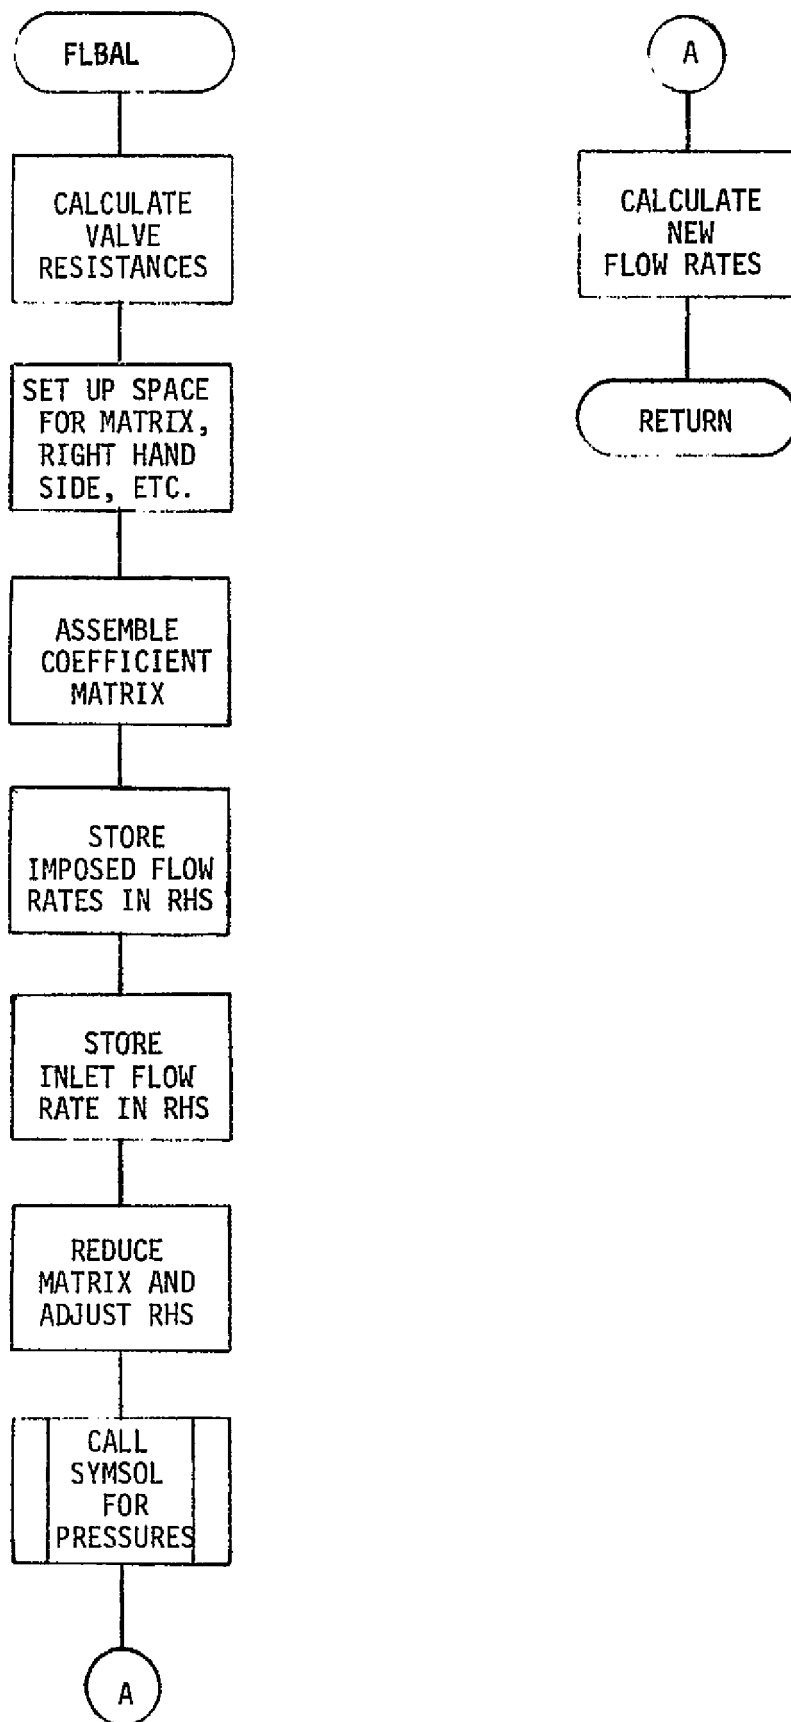 FLBAL
CALCULATE
VALVE
RESISTANCES
SET UP SPACE
FOR MATRIX,
RIGHT HAND
SIDE, ETC.
ASSEMBLE
COEFFICIENT
MATRIX
STORE
IMPOSED FLOW
RATES IN RHS
STORE
INLET FLOW
RATE IN RHS
REDUCE
MATRIX AND
ADJUST RHS
CALL
SYMSOL
FOR
PRESSURES
A
A
CALCULATE
NEW
FLOW RATES
RETURN